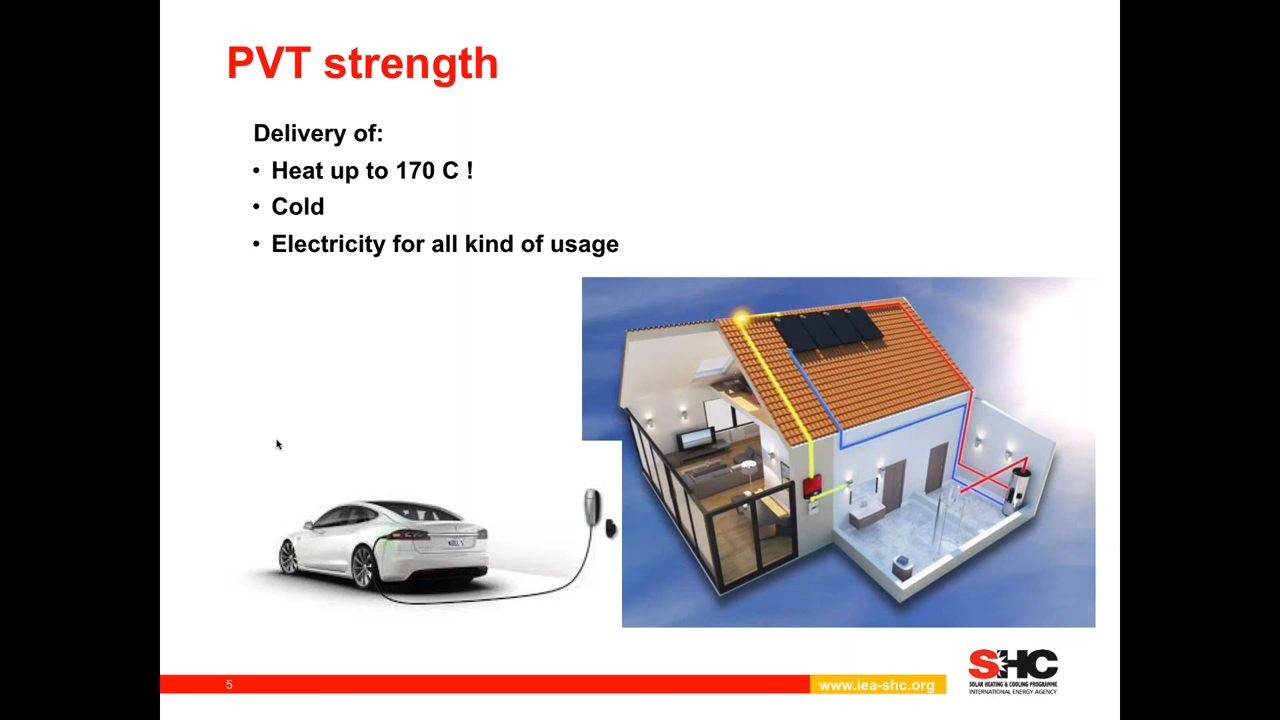 PVT strength
Delivery of:
• Heat up to 170 C !
• Cold
• Electricity for all kind of usage
5
www.iea-shc.org
SHC
SOLAR HEATING & COOLING PROGRAMME
INTERNATIONAL ENERGY AGENCY